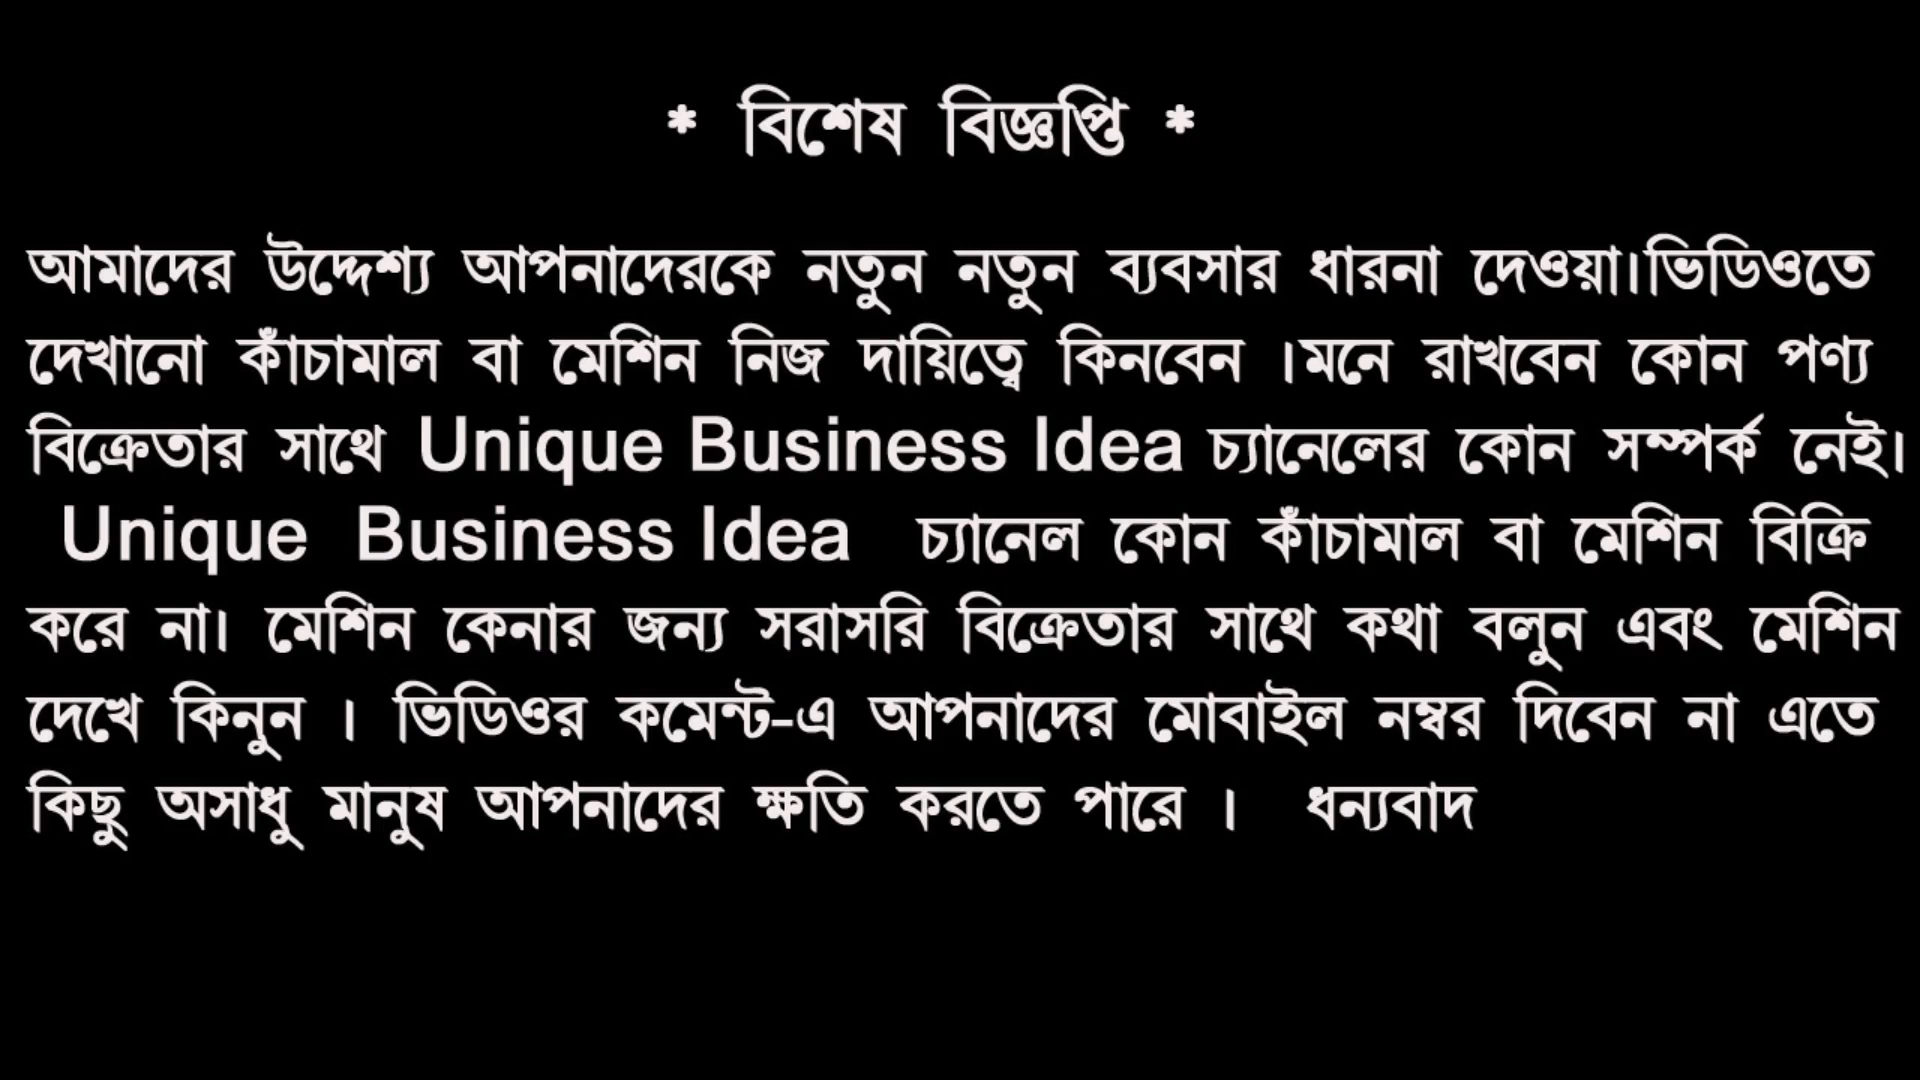 * বিশেষ বিজ্ঞপ্তি *
আমাদের উদ্দেশ্য আপনাদেরকে নতুন নতুন ব্যবসার ধারনা দেওয়া।ভিডিওতে
দেখানো কাঁচামাল বা মেশিন নিজ দায়িত্বে কিনবেন ।মনে রাখবেন কোন পণ্য
বিক্রেতার সাথে Unique Business Idea চ্যানেলের কোন সম্পর্ক নেই।
Unique Business Idea চ্যানেল কোন কাঁচামাল বা মেশিন বিক্রি
করে না। মেশিন কেনার জন্য সরাসরি বিক্রেতার সাথে কথা বলুন এবং মেশিন
দেখে কিনুন । ভিডিওর কমেন্ট-এ আপনাদের মোবাইল নম্বর দিবেন না এতে
কিছু অসাধু মানুষ আপনাদের ক্ষতি করতে পারে । ধন্যবাদ